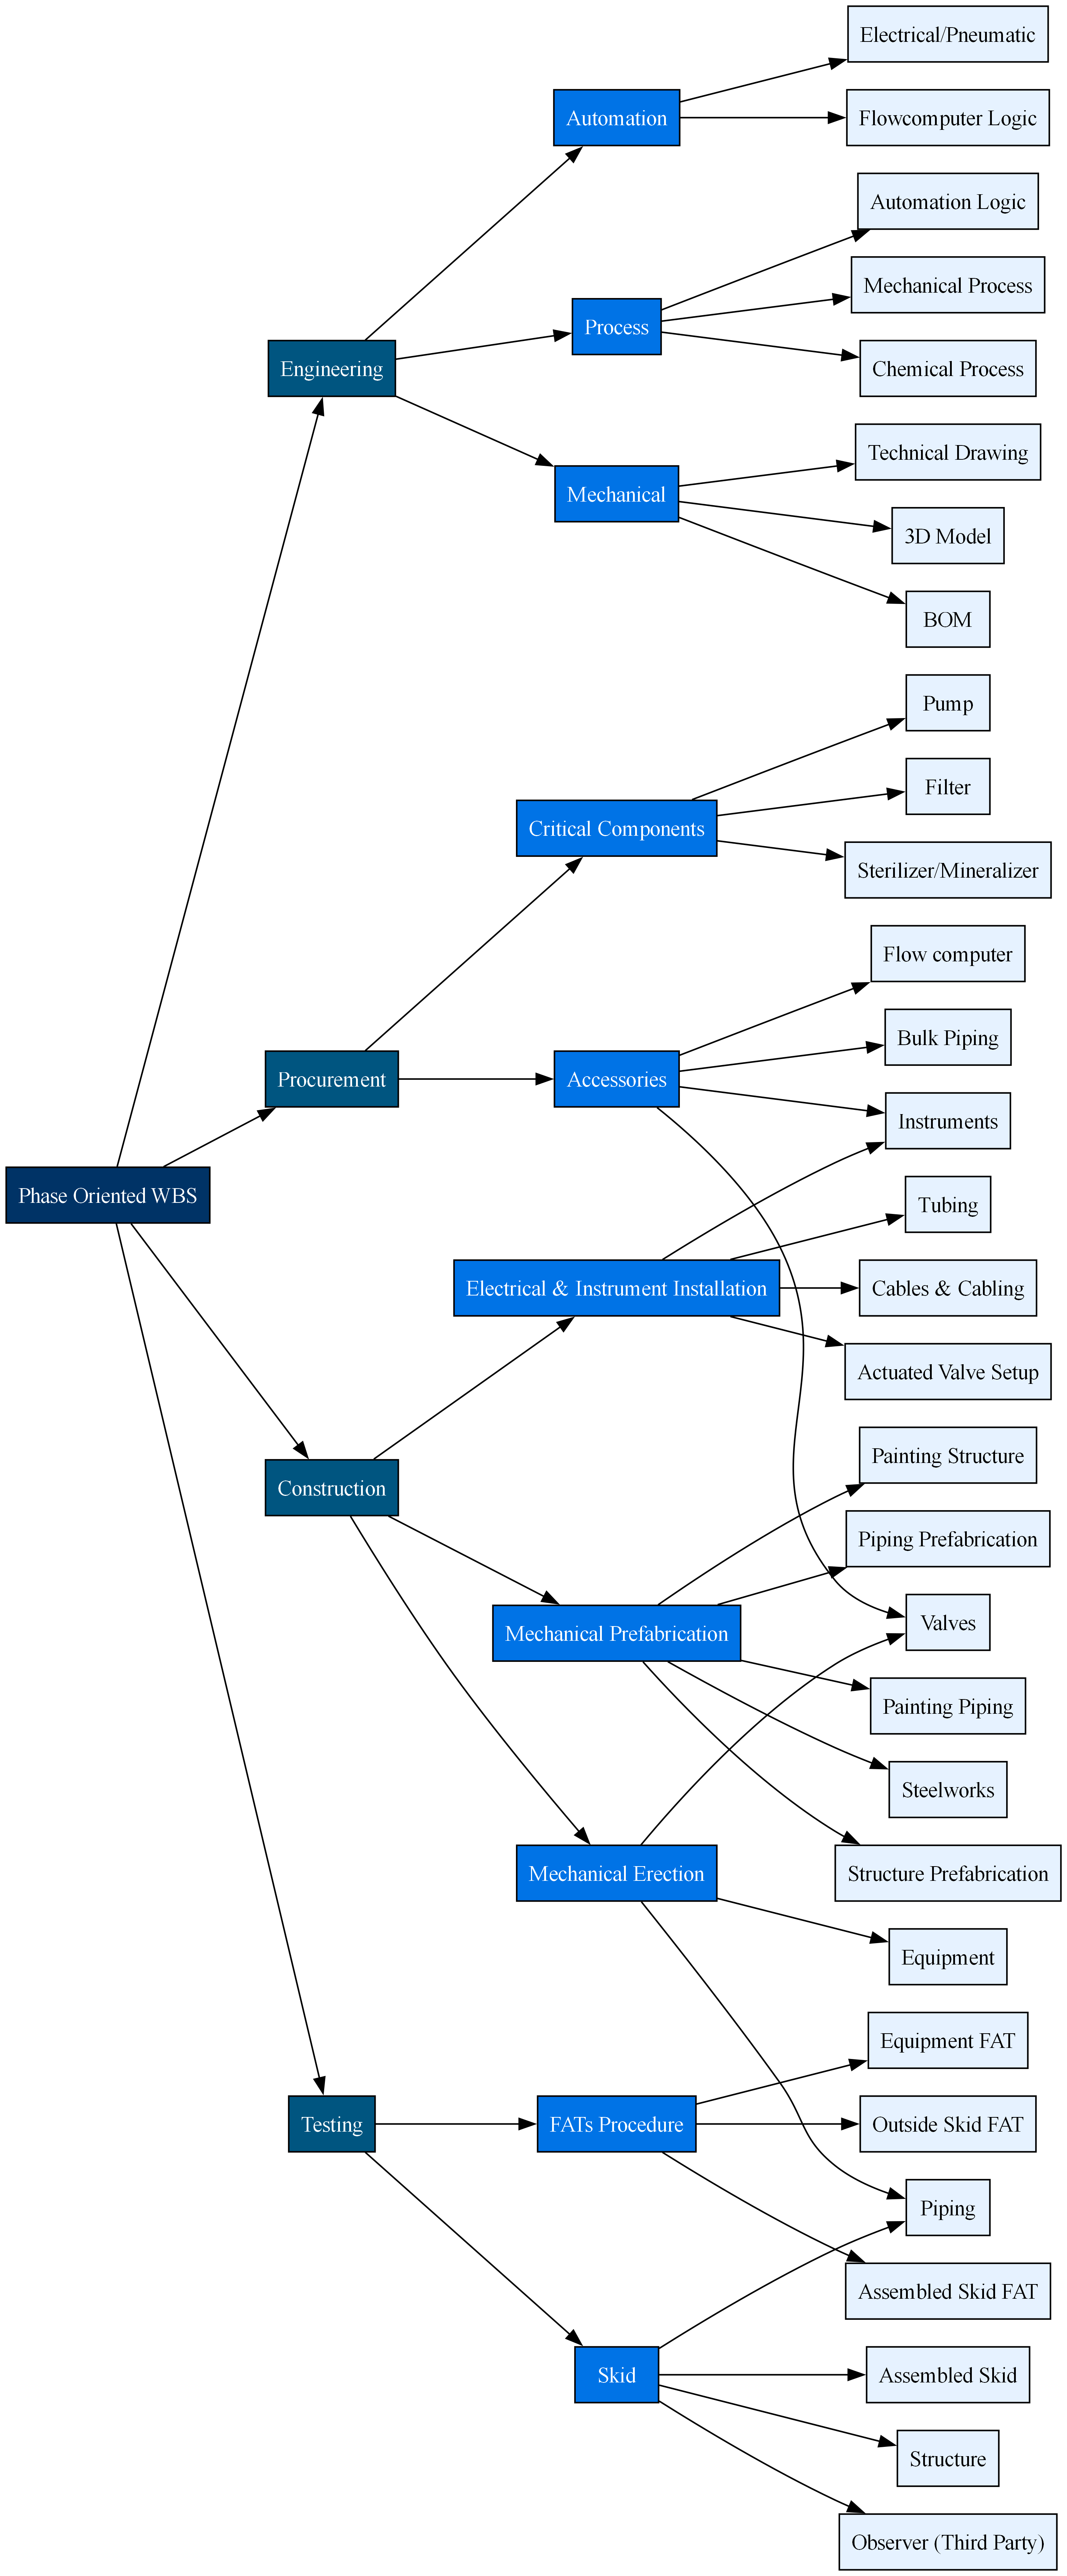 Phase Oriented WBS
Engineering
Automation
Electrical/Pneumatic
Flowcomputer Logic
Process
Automation Logic
Mechanical Process
Chemical Process
Mechanical
Technical Drawing
3D Model
BOM
Procurement
Critical Components
Pump
Filter
Sterilizer/Mineralizer
Accessories
Flow computer
Bulk Piping
Instruments
Construction
Electrical & Instrument Installation
Tubing
Cables & Cabling
Actuated Valve Setup
Mechanical Prefabrication
Painting Structure
Piping Prefabrication
Valves
Painting Piping
Steelworks
Structure Prefabrication
Mechanical Erection
Equipment
Testing
FATs Procedure
Equipment FAT
Outside Skid FAT
Piping
Assembled Skid FAT
Skid
Assembled Skid
Structure
Observer (Third Party)